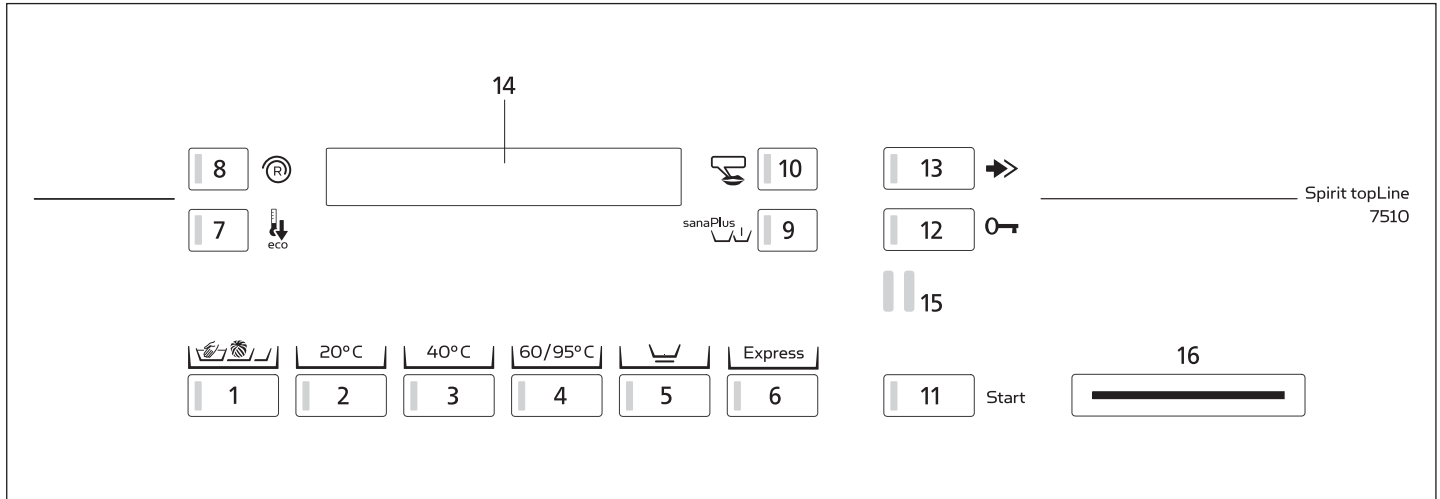 14
8 R
10
13
Spirit topLine
7510
7 eco
sanaPlus 9
12
15
20°C 40°C 60/95°C Express
16
1 2 3 4 5 6
11 Start